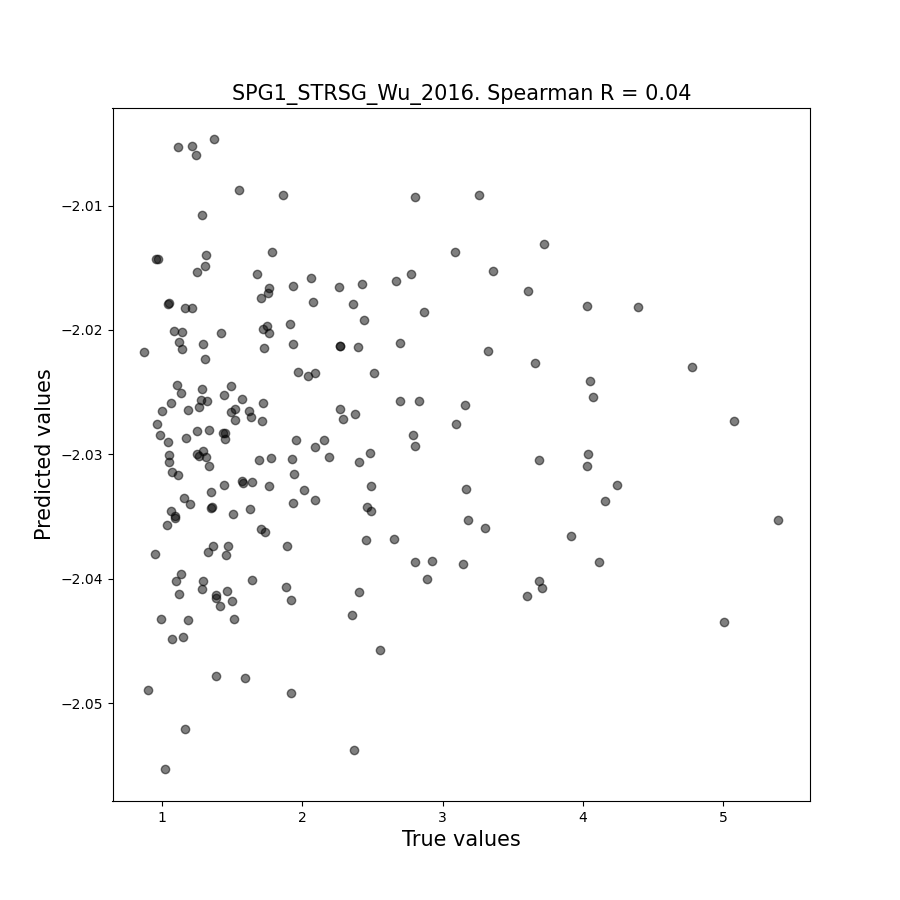 SPG1_STRSG_Wu_2016. Spearman R = 0.04
Predicted values
−2.01
−2.02
−2.03
−2.04
−2.05
1 2 3 4 5
True values